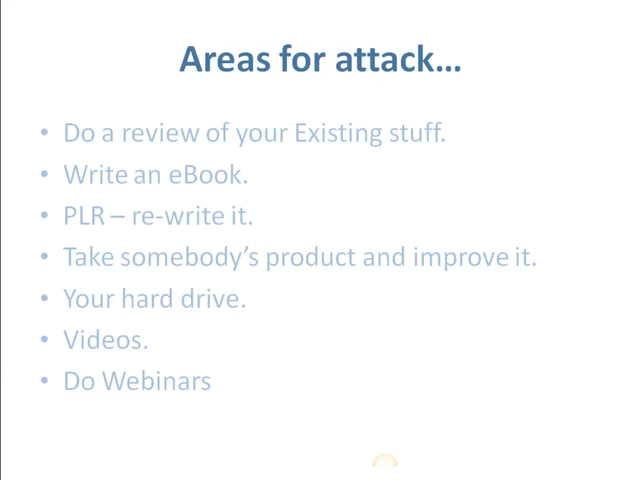 Areas for attack…
• Do a review of your Existing stuff.
• Write an eBook.
• PLR – re-write it.
• Take somebody’s product and improve it.
• Your hard drive.
• Videos.
• Do Webinars